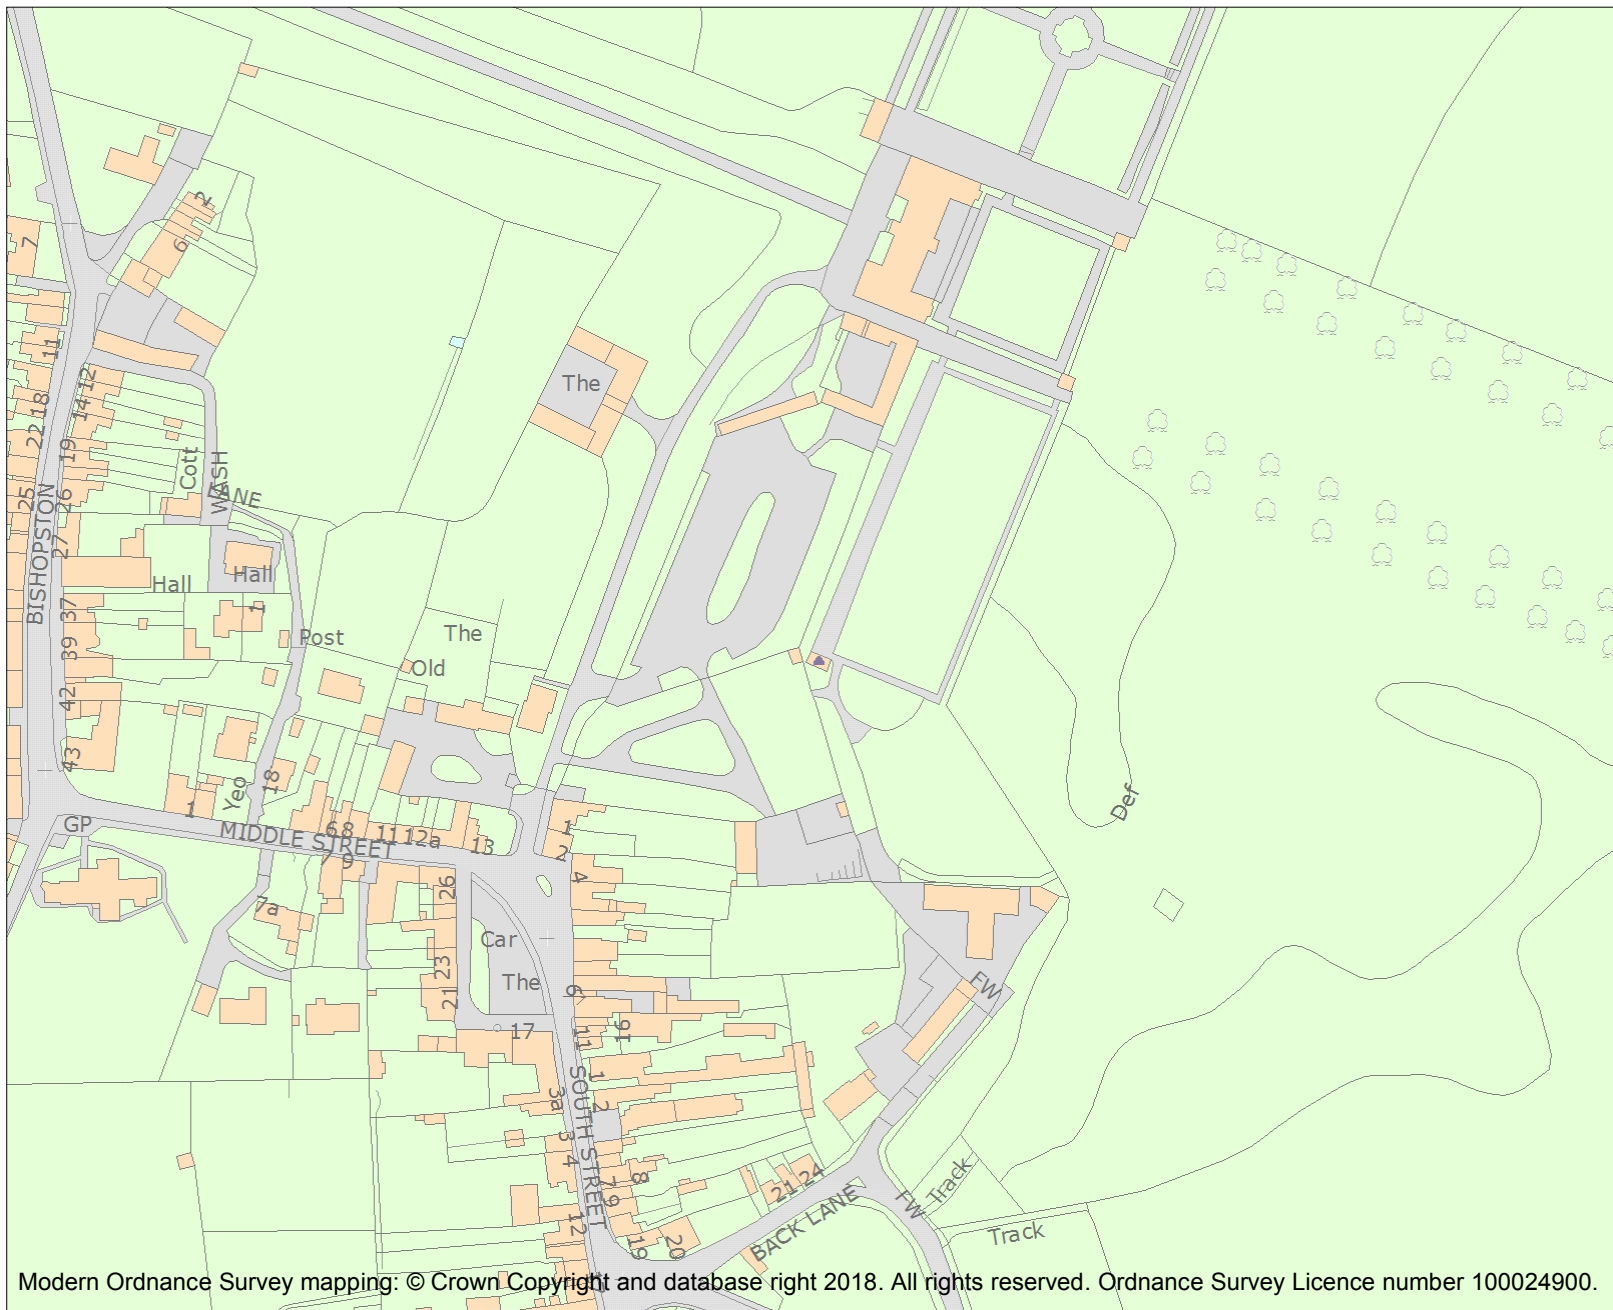 2
7
6
The
11
12
18
14
22
19
Cott
WASH
LANE
25
26
BISHOPSTON
27
Hall
Hall
37
1
Post
The
39
Old
42
43
Yeo
18
Def
1
GP
MIDDLE STREET
6
8
11
12a
13
1
2
7
9
4
26
7a
Car
23
The
21
6
FW
17
11
16
1
3a
2
SOUTH STREET
3
4
8
7
9
21
24
Track
FW
12
BACK LANE
Track
19
20
Modern Ordnance Survey mapping: © Crown Copyright and database right 2018. All rights reserved. Ordnance Survey Licence number 100024900.